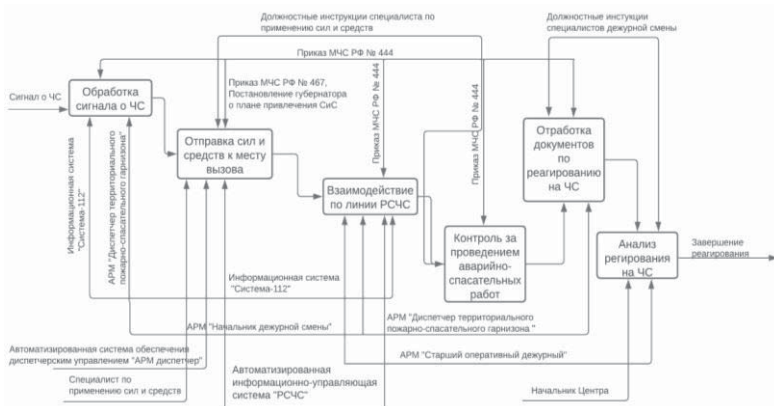 Должностные инструкции специалиста по
применению сил и средств
Должностные инстукции
специалистов дежурной смены
Приказ МЧС РФ № 444
Сигнал о ЧС
Обработка
сигнала о ЧС
Приказ МЧС РФ № 467,
Постановление губернатора
о плане привлечения СиС
Приказ МЧС РФ № 444
Приказ МЧС РФ № 444
Отправка сил и
средств к месту
вызова
Отработка
документов
по
реагированию
на ЧС
Информационная система
"Система-112"
АРМ "Диспетчер территориального
пожарно-спасательного гарнизона"
Взаимодействие
по линии РСЧС
Контроль за
проведением
аварийно-
спасательных
работ
Анализ
регирования
на ЧС
Завершение
реагирования
Информационная система
"Система-112"
АРМ "Начальник дежурной смены"
АРМ "Диспетчер территориального
пожарно-спасательного гарнизона "
Автоматизированная система обеспечения
диспетчерским управлением "АРМ диспетчер"
АРМ "Старший оперативный дежурный"
Специалист по
применению сил и средств
Автоматизированная
информационно-управляющая
система "РСЧС"
Начальник Центра